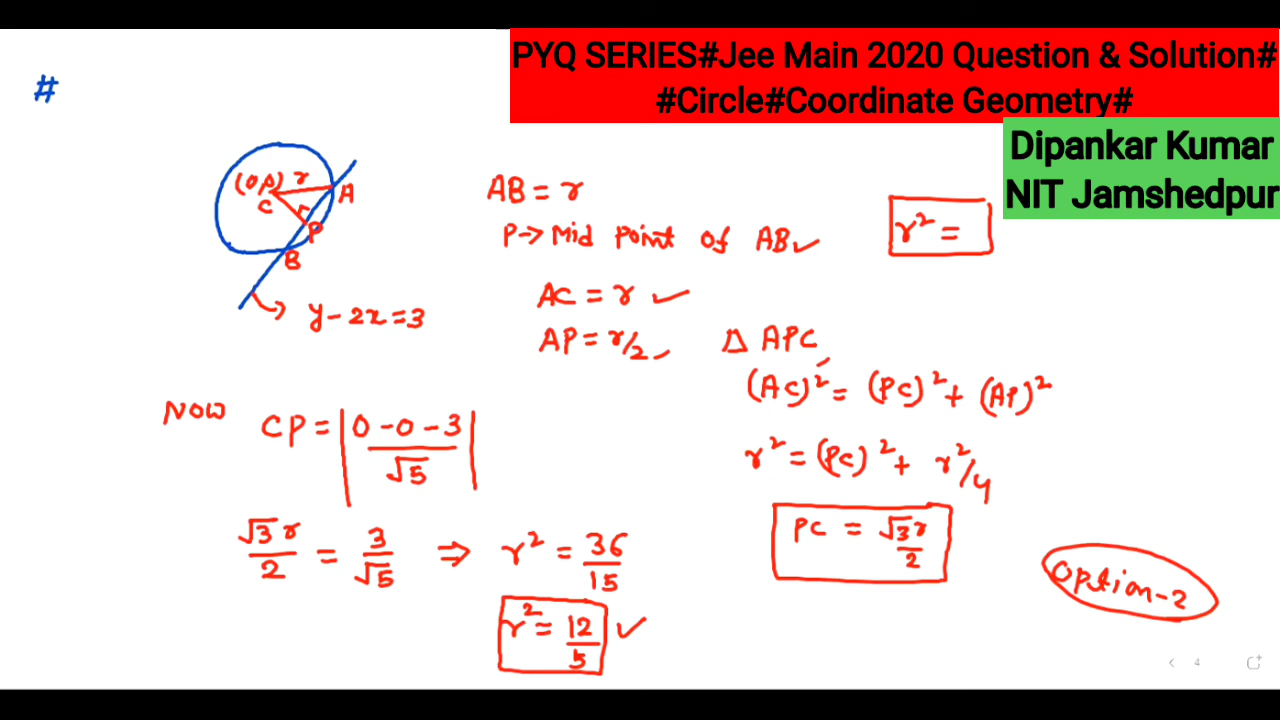 PYQ SERIES#Jee Main 2020 Question & Solution#
#Circle#Coordinate Geometry#
Dipankar Kumar
NIT Jamshedpur
#
(0,0) r
C
A
P
B
y - 2x = 3
AB = r
P → Mid Point of AB ✓
AC = r ✓
AP = r/2 ✓
r² =
Δ APC
(AC)² = (PC)² + (AP)²
r² = (PC)² + r²/4
PC = √3r/2
NOW CP = |0 - 0 - 3 / √5|
√3 r/2 = 3/√5 ⇒ r² = 36/15
r² = 12/5 ✓
Option-2
4